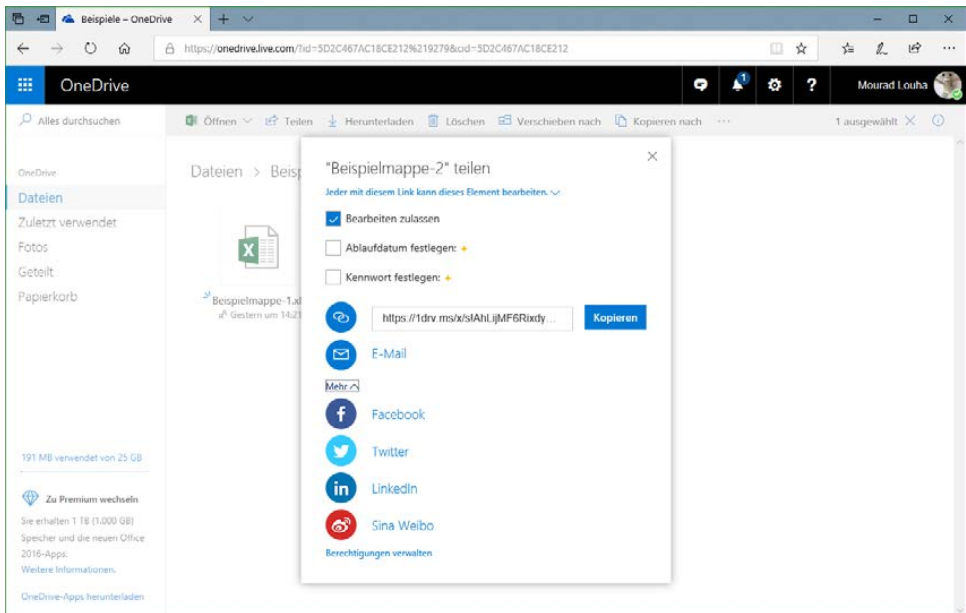 Beispiele – OneDrive
https://onedrive.live.com/?id=5D2C467AC18CE212%219279&cid=5D2C467AC18CE212
OneDrive
1
?
Mourad Louha
Alles durchsuchen
Öffnen
Teilen
Herunterladen
Löschen
Verschieben nach
Kopieren nach
1 ausgewählt
OneDrive
Dateien
Zuletzt verwendet
Fotos
Geteilt
Papierkorb
Dateien > Beisp
Beispielmappe-1.xl
Gestern um 14:21
"Beispielmappe-2" teilen
Jeder mit diesem Link kann dieses Element bearbeiten.
Bearbeiten zulassen
Ablaufdatum festlegen:
Kennwort festlegen:
https://1drv.ms/x/s!AhLijMF6Rixdy...
Kopieren
E-Mail
Mehr
Facebook
Twitter
LinkedIn
Sina Weibo
Berechtigungen verwalten
191 MB verwendet von 25 GB
Zu Premium wechseln
Sie erhalten 1 TB (1.000 GB)
Speicher und die neuen Office
2016-Apps.
Weitere Informationen.
OneDrive-Apps herunterladen